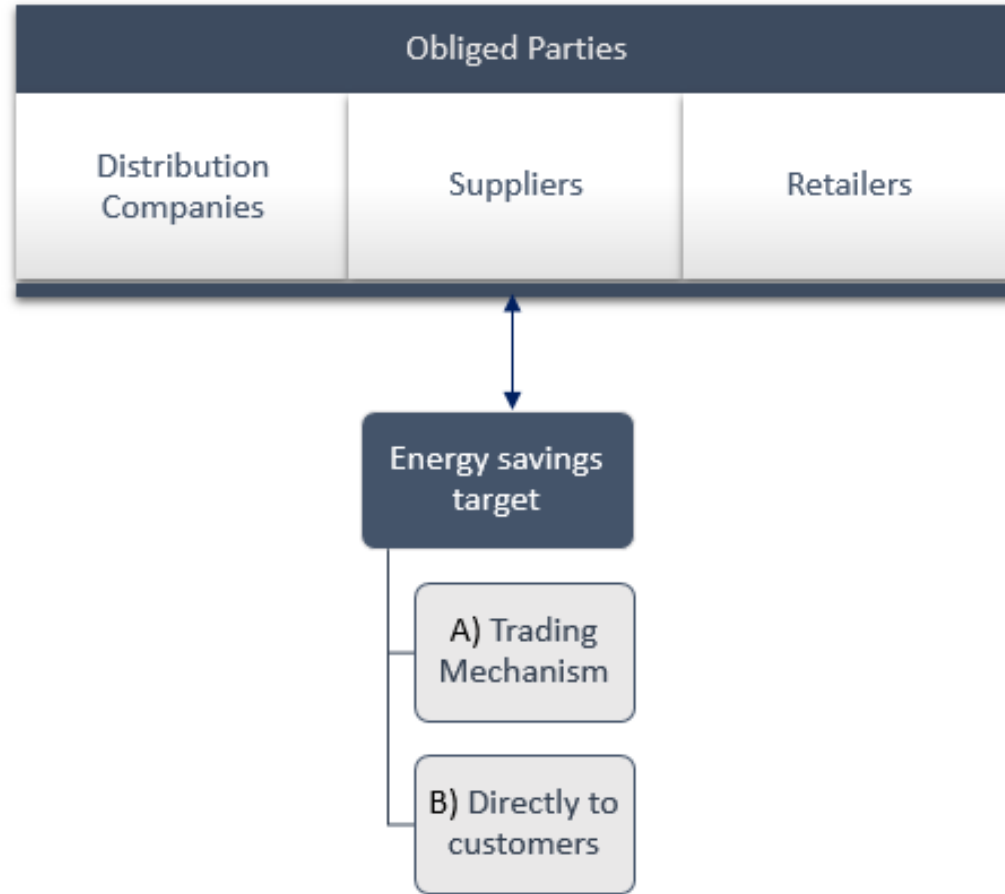 Obliged Parties
Distribution
Companies
Suppliers
Retailers
Energy savings
target
A) Trading
Mechanism
B) Directly to
customers